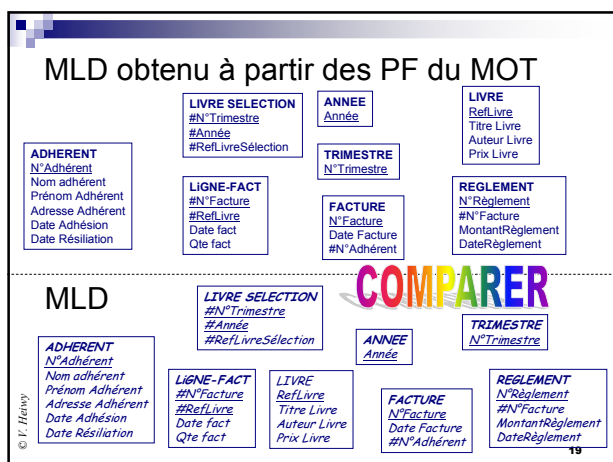 MLD obtenu à partir des PF du MOT
LIVRE SELECTION
#N°Trimestre
#Année
#RefLivreSélection
ANNEE
Année
LIVRE
RefLivre
Titre Livre
Auteur Livre
Prix Livre
ADHERENT
N°Adhérent
Nom adhérent
Prénom Adhérent
Adresse Adhérent
Date Adhésion
Date Résiliation
TRIMESTRE
N°Trimestre
LiGNE-FACT
#N°Facture
#RefLivre
Date fact
Qte fact
FACTURE
N°Facture
Date Facture
#N°Adhérent
REGLEMENT
N°Règlement
#N°Facture
MontantRèglement
DateRèglement
MLD
COMPARER
LIVRE SELECTION
#N°Trimestre
#Année
#RefLivreSélection
TRIMESTRE
N°Trimestre
ANNEE
Année
ADHERENT
N°Adhérent
Nom adhérent
Prénom Adhérent
Adresse Adhérent
Date Adhésion
Date Résiliation
LiGNE-FACT
#N°Facture
#RefLivre
Date fact
Qte fact
LIVRE
RefLivre
Titre Livre
Auteur Livre
Prix Livre
FACTURE
N°Facture
Date Facture
#N°Adhérent
REGLEMENT
N°Règlement
#N°Facture
MontantRèglement
DateRèglement
© V. Heiwy
19